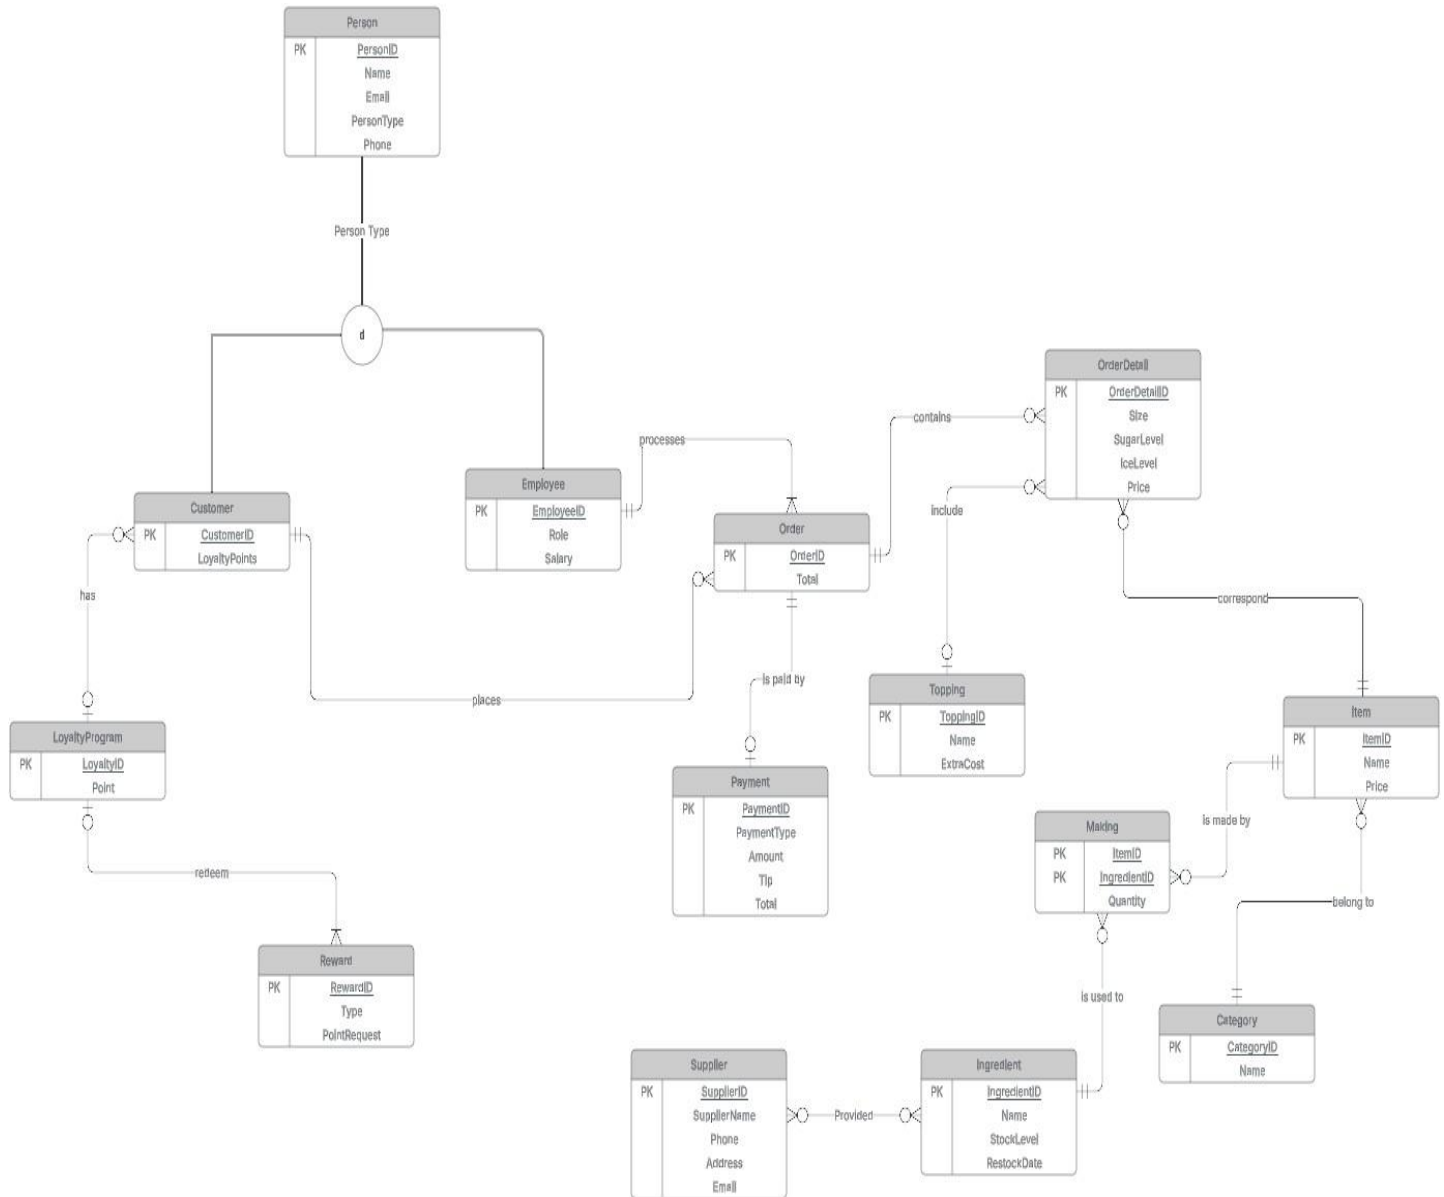 Person
PK PersonID
Name
Email
PersonType
Phone
Person Type
d
OrderDetail
PK OrderDetailID
Size
SugarLevel
IceLevel
Price
contains
processes
Employee
PK EmployeeID
Role
Salary
Customer
PK CustomerID
LoyaltyPoints
include
Order
PK OrderID
Total
has
correspond
is paid by
places
Topping
PK ToppingID
Name
ExtraCost
Item
PK ItemID
Name
Price
LoyaltyProgram
PK LoyaltyID
Point
Payment
PK PaymentID
PaymentType
Amount
Tip
Total
is made by
Making
PK ItemID
PK IngredientID
Quantity
redeem
belong to
Reward
PK RewardID
Type
PointRequest
is used to
Category
PK CategoryID
Name
Supplier
PK SupplierID
SupplierName
Phone
Address
Email
Provided
Ingredient
PK IngredientID
Name
StockLevel
RestockDate